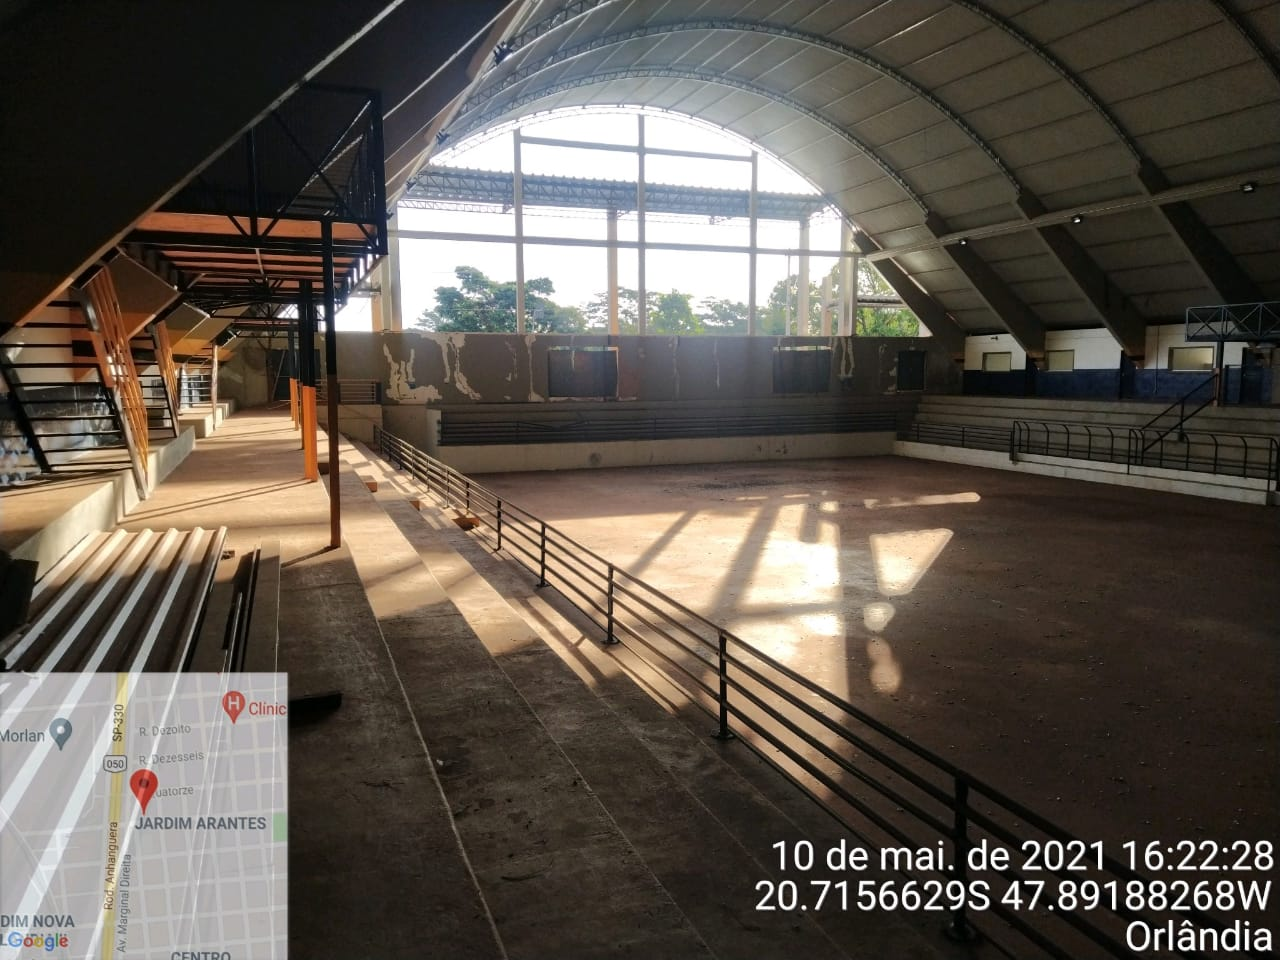 Clínic
SP-330
Morlan
R. Dezoito
050
R. Dezesseis
uatorze
JARDIM ARANTES
Rod. Anhanguera
Av. Marginal Direita
DIM NOVA
Google
CENTRO
10 de mai. de 2021 16:22:28
20.7156629S 47.89188268W
Orlândia